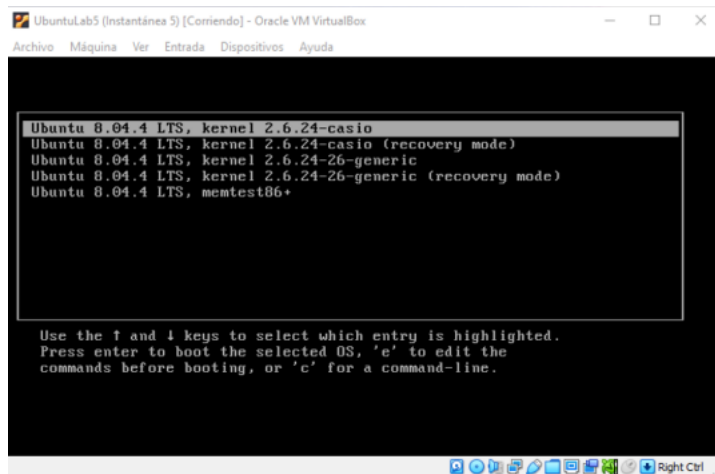 UbuntuLab5 (Instantánea 5) [Corriendo] - Oracle VM VirtualBox
Archivo Máquina Ver Entrada Dispositivos Ayuda
Ubuntu 8.04.4 LTS, kernel 2.6.24-casio
Ubuntu 8.04.4 LTS, kernel 2.6.24-casio (recovery mode)
Ubuntu 8.04.4 LTS, kernel 2.6.24-26-generic
Ubuntu 8.04.4 LTS, kernel 2.6.24-26-generic (recovery mode)
Ubuntu 8.04.4 LTS, memtest86+
Use the ↑ and ↓ keys to select which entry is highlighted.
Press enter to boot the selected OS, 'e' to edit the
commands before booting, or 'c' for a command-line.
Right Ctrl